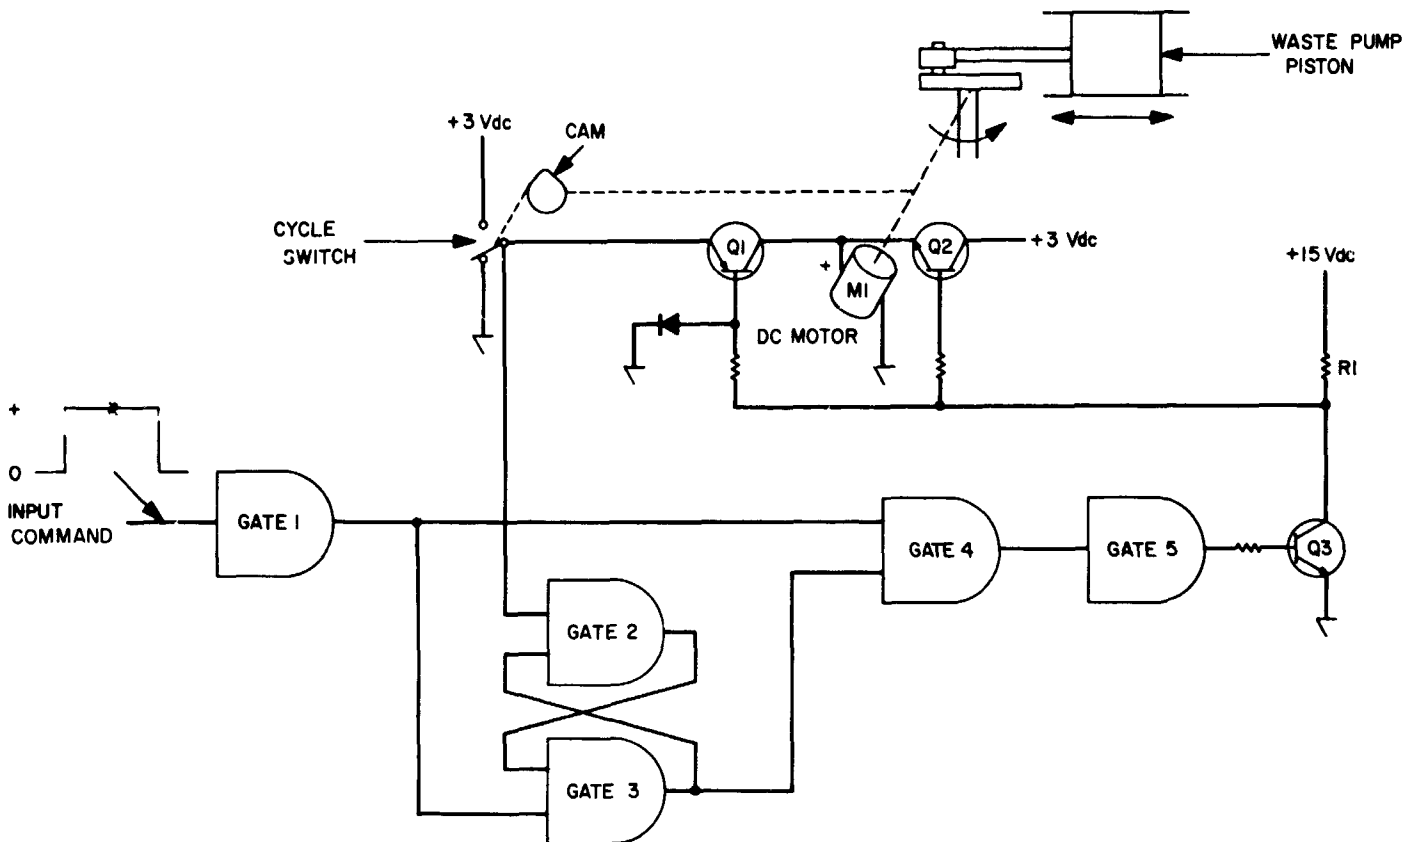 WASTE PUMP
PISTON
+3 Vdc
CAM
CYCLE
SWITCH
Q1
Q2
+3 Vdc
+15 Vdc
+
M1
DC MOTOR
R1
+
0
INPUT
COMMAND
GATE 1
GATE 4
GATE 5
Q3
GATE 2
GATE 3